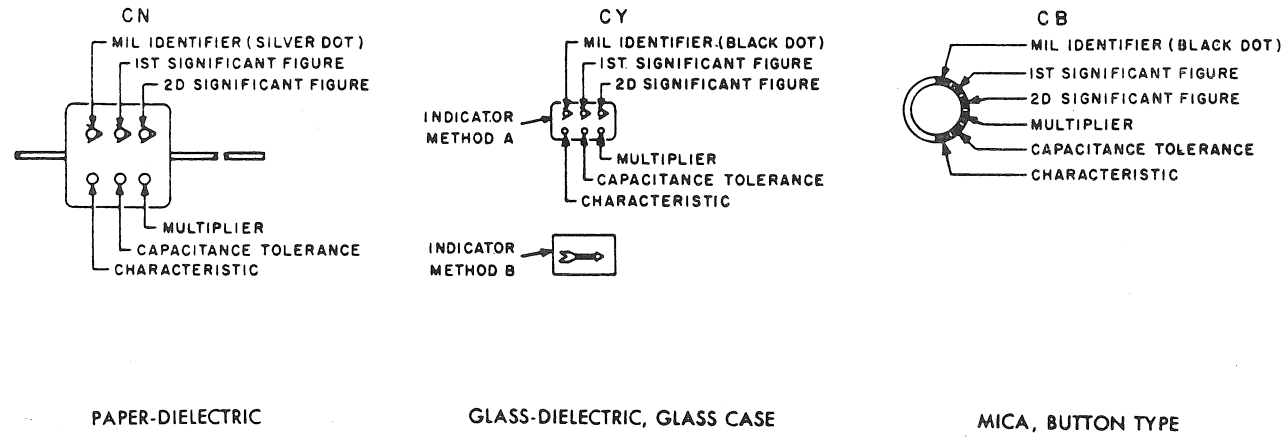 CN
MIL IDENTIFIER (SILVER DOT)
1ST SIGNIFICANT FIGURE
2D SIGNIFICANT FIGURE
MULTIPLIER
CAPACITANCE TOLERANCE
CHARACTERISTIC
PAPER-DIELECTRIC
CY
MIL IDENTIFIER.(BLACK DOT)
IST. SIGNIFICANT FIGURE
2D SIGNIFICANT FIGURE
INDICATOR
METHOD A
MULTIPLIER
CAPACITANCE TOLERANCE
CHARACTERISTIC
INDICATOR
METHOD B
GLASS-DIELECTRIC, GLASS CASE
CB
MIL IDENTIFIER (BLACK DOT)
1ST SIGNIFICANT FIGURE
2D SIGNIFICANT FIGURE
MULTIPLIER
CAPACITANCE TOLERANCE
CHARACTERISTIC
MICA, BUTTON TYPE